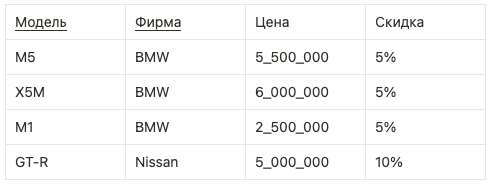 Модель Фирма Цена Скидка
M5 BMW 5_500_000 5%
X5M BMW 6_000_000 5%
M1 BMW 2_500_000 5%
GT-R Nissan 5_000_000 10%